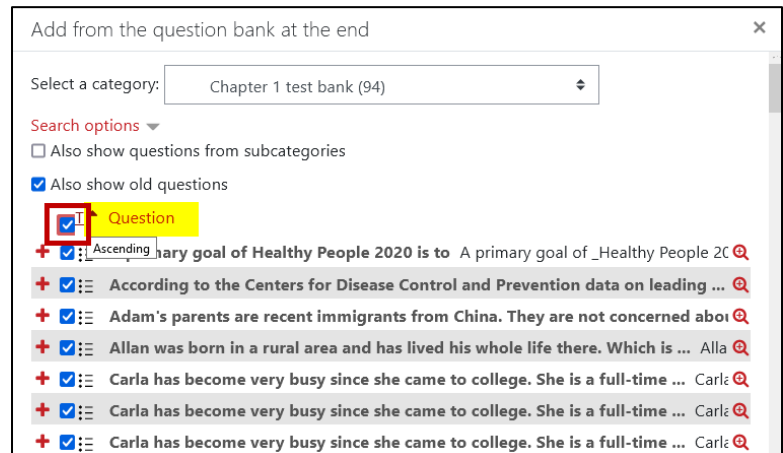 Add from the question bank at the end ×
Select a category: Chapter 1 test bank (94)
Search options
Also show questions from subcategories
Also show old questions
T Question
Ascending
ary goal of Healthy People 2020 is to A primary goal of _Healthy People 20
According to the Centers for Disease Control and Prevention data on leading ...
Adam's parents are recent immigrants from China. They are not concerned abou
Allan was born in a rural area and has lived his whole life there. Which is ... Alla
Carla has become very busy since she came to college. She is a full-time ... Carla
Carla has become very busy since she came to college. She is a full-time ... Carla
Carla has become very busy since she came to college. She is a full-time ... Carla